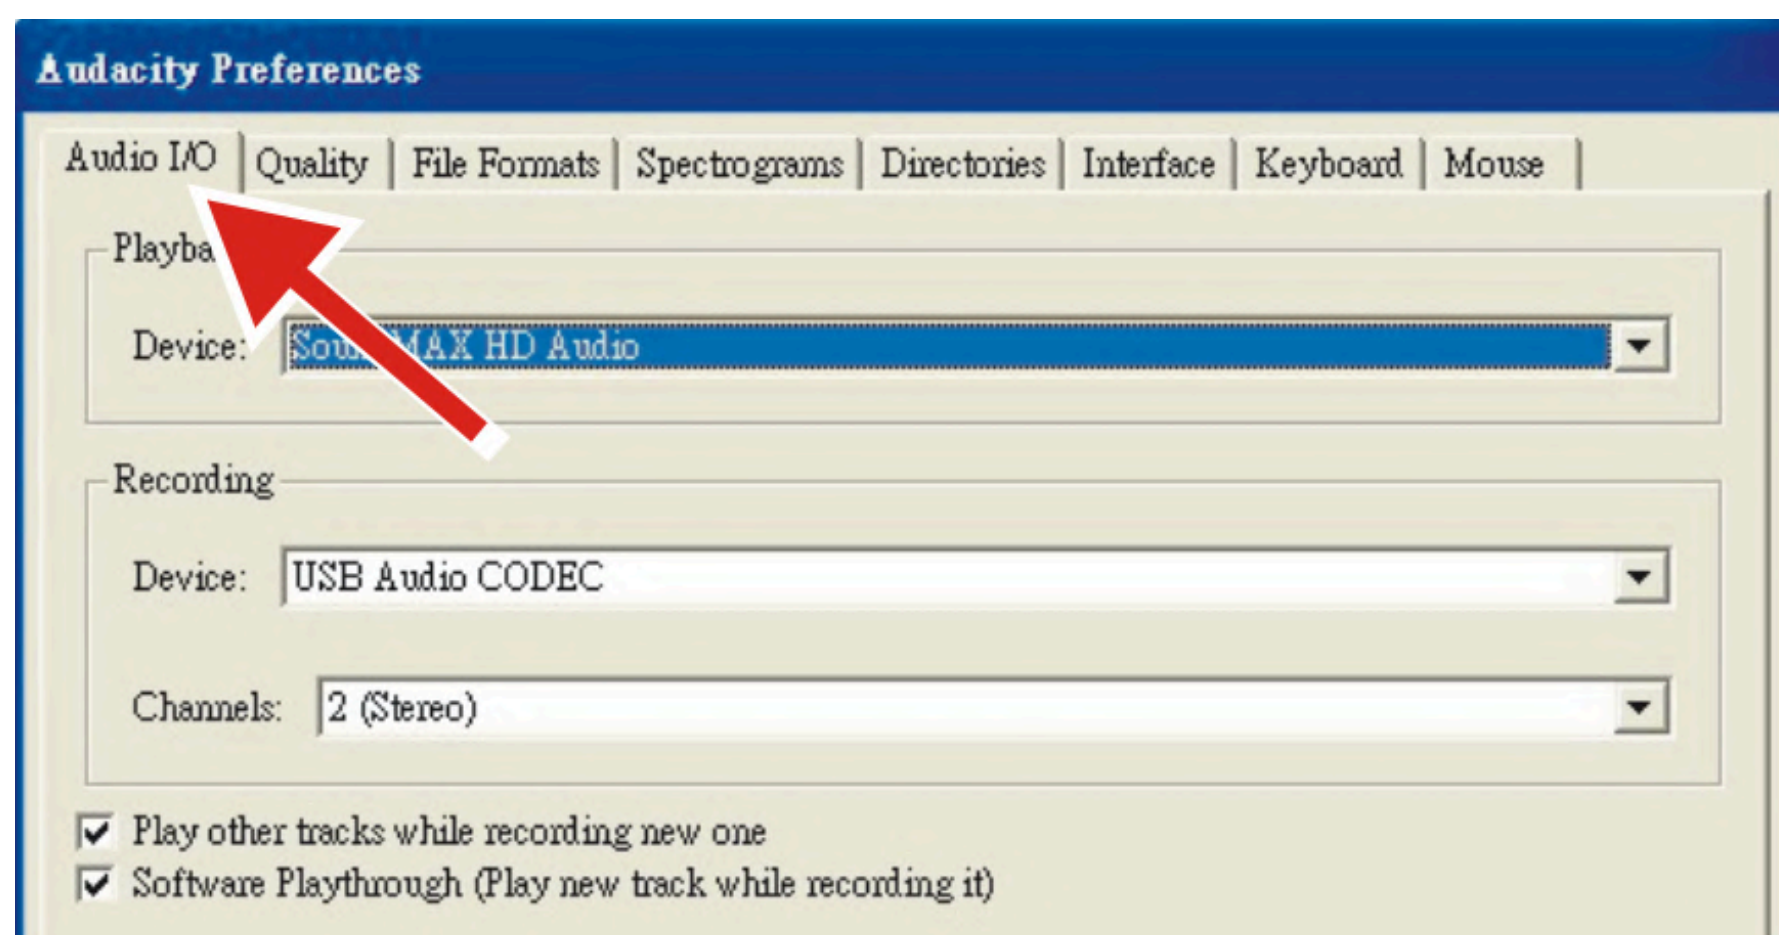 Audacity Preferences
Audio I/O Quality File Formats Spectrograms Directories Interface Keyboard Mouse
Device: MAX HD Audio
Recording
Device: USB Audio CODEC
Channels: 2 (Stereo)
Play other tracks while recording new one
Software Playthrough (Play new track while recording it)